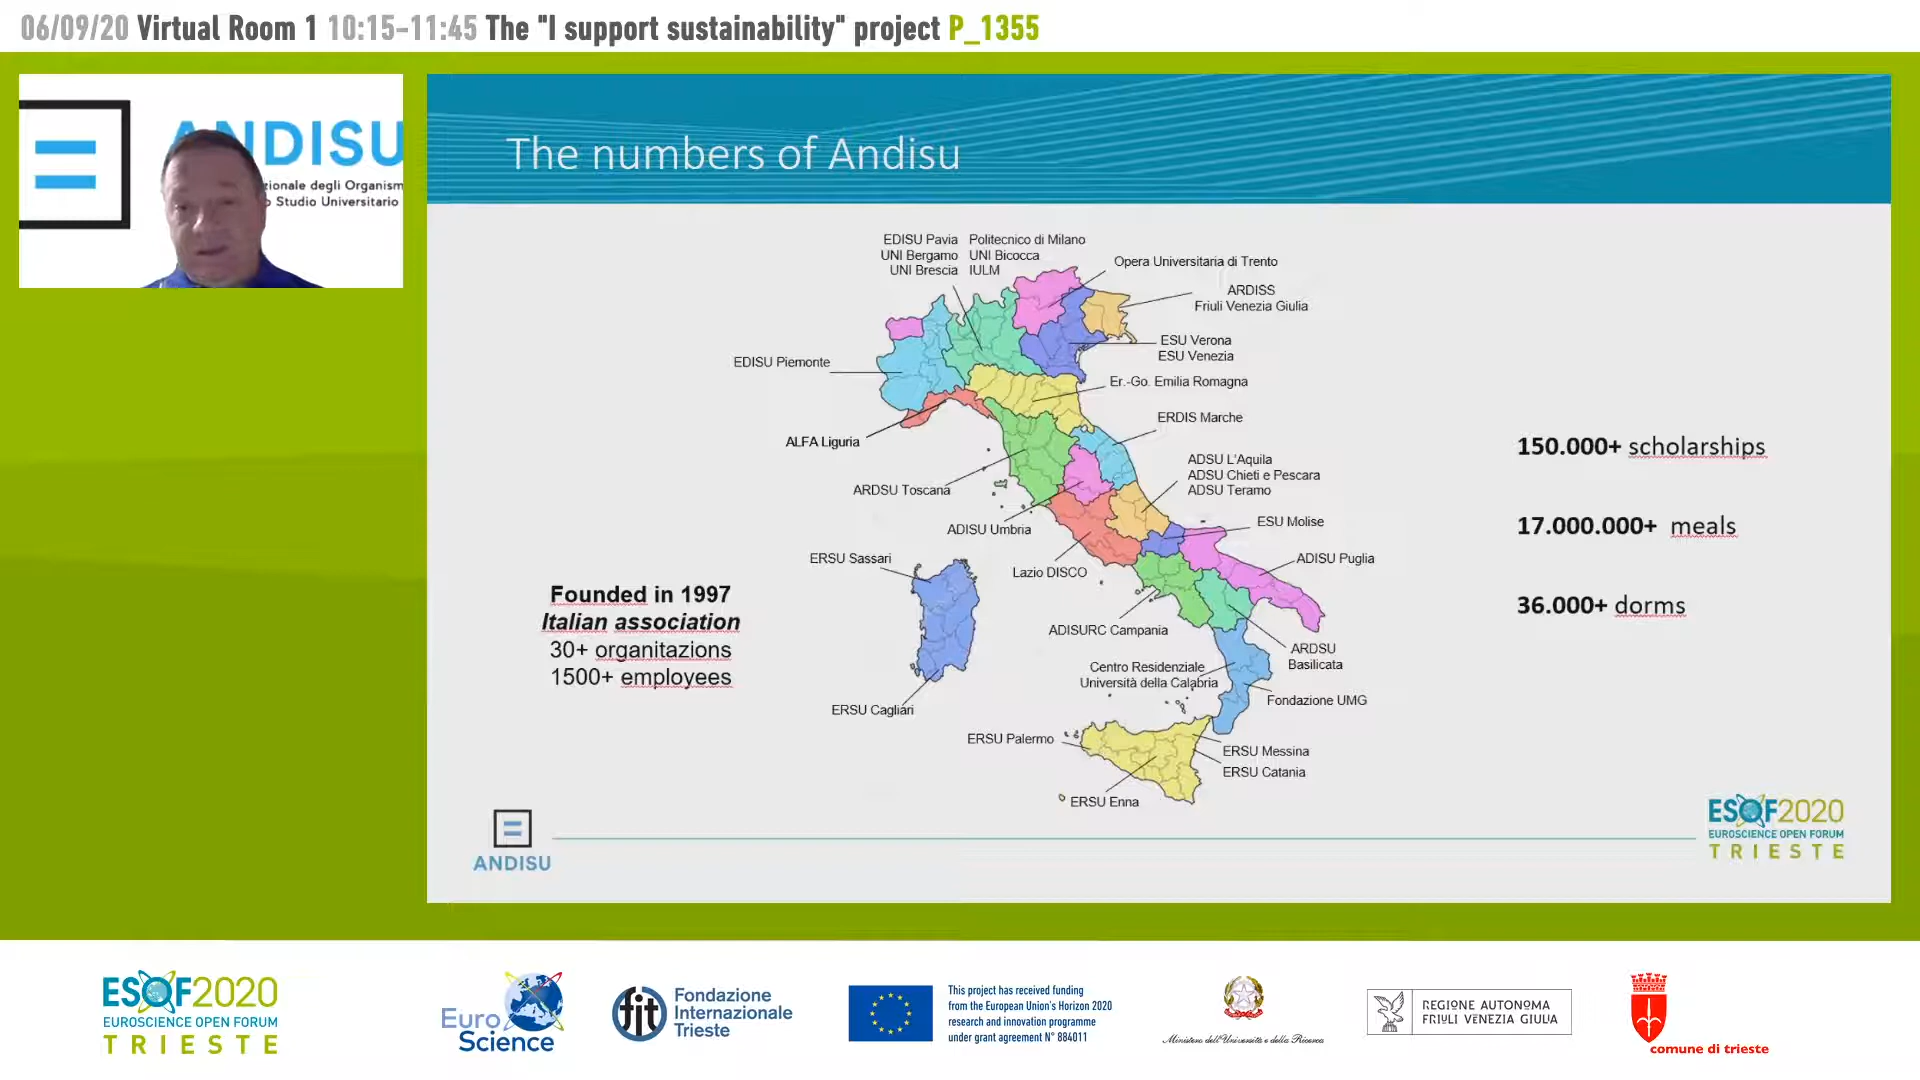 06/09/20 Virtual Room 1 10:15-11:45 The "I support sustainability" project P_1355
ANDISU
zionale degli Organism
o Studio Universitario
The numbers of Andisu
EDISU Pavia
UNI Bergamo
UNI Brescia
Politecnico di Milano
UNI Bicocca
IULM
Opera Universitaria di Trento
ARDISS
Friuli Venezia Giulia
ESU Verona
ESU Venezia
EDISU Piemonte
Er.-Go. Emilia Romagna
ERDIS Marche
ALFA Liguria
ADSU L'Aquila
ADSU Chieti e Pescara
ADSU Teramo
ARDSU Toscana
ADISU Umbria
ESU Molise
ERSU Sassari
Lazio DISCO
ADISU Puglia
ADISURC Campania
ARDSU
Basilicata
Centro Residenziale
Università della Calabria
Fondazione UMG
ERSU Cagliari
ERSU Palermo
ERSU Messina
ERSU Catania
ERSU Enna
Founded in 1997
Italian association
30+ organitazions
1500+ employees
150.000+ scholarships
17.000.000+ meals
36.000+ dorms
ANDISU
ESOF2020
EUROSCIENCE OPEN FORUM
TRIESTE
ESOF2020
EUROSCIENCE OPEN FORUM
TRIESTE
Euro
Science
fit
Fondazione
Internazionale
Trieste
This project has received funding
from the European Union's Horizon 2020
research and innovation programme
under grant agreement N° 884011
Ministero dell'Università e della Ricerca
REGIONE AUTONOMA
FRIULI VENEZIA GIULIA
comune di trieste